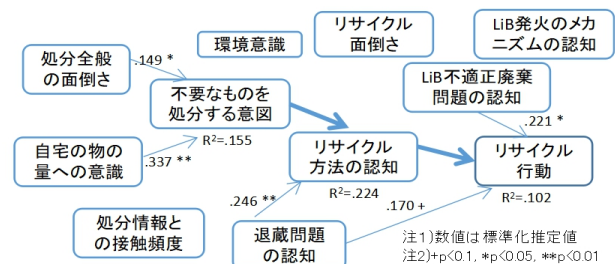 処分全般
の面倒さ
.149 *
環境意識
リサイクル
面倒さ
LiB発火のメカ
ニズムの認知
不要なものを
処分する意図
R²=.155
LiB不適正廃棄
問題の認知
.221 *
自宅の物の
量への意識
.337 **
リサイクル
方法の認知
R²=.224
リサイクル
行動
R²=.102
.246 **
.170 +
処分情報と
の接触頻度
退蔵問題
の認知
注1)数値は標準化推定値
注2)+p<0.1, *p<0.05, **p<0.01